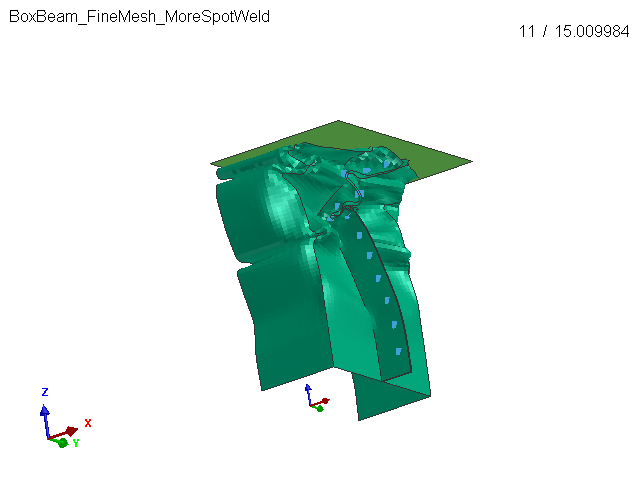 BoxBeam_FineMesh_MoreSpotWeld
11 / 15.009984
Z
X
Y